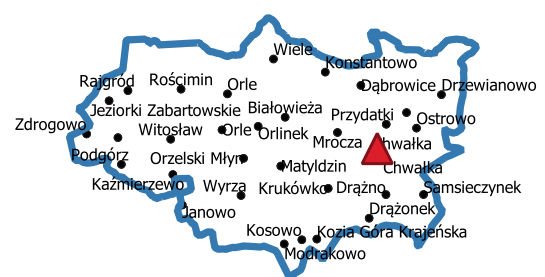 Wiele
Konstantowo
Rajgród
Rościmin
Orle
Dąbrowice
Drzewianowo
Jeziorki Zabartowskie
Białowieża
Przydatki
Ostrowo
Zdrogowo
Witosław
Orle
Orlinek
Mrocza
Chwałka
Podgórz
Orzelski Młyn
Matyldzin
Chwałka
Kaźmierzewo
Wyrza
Krukówko
Drążno
Samsieczynek
Janowo
Drążonek
Kosowo
Kozia Góra Krajeńska
Modrakowo